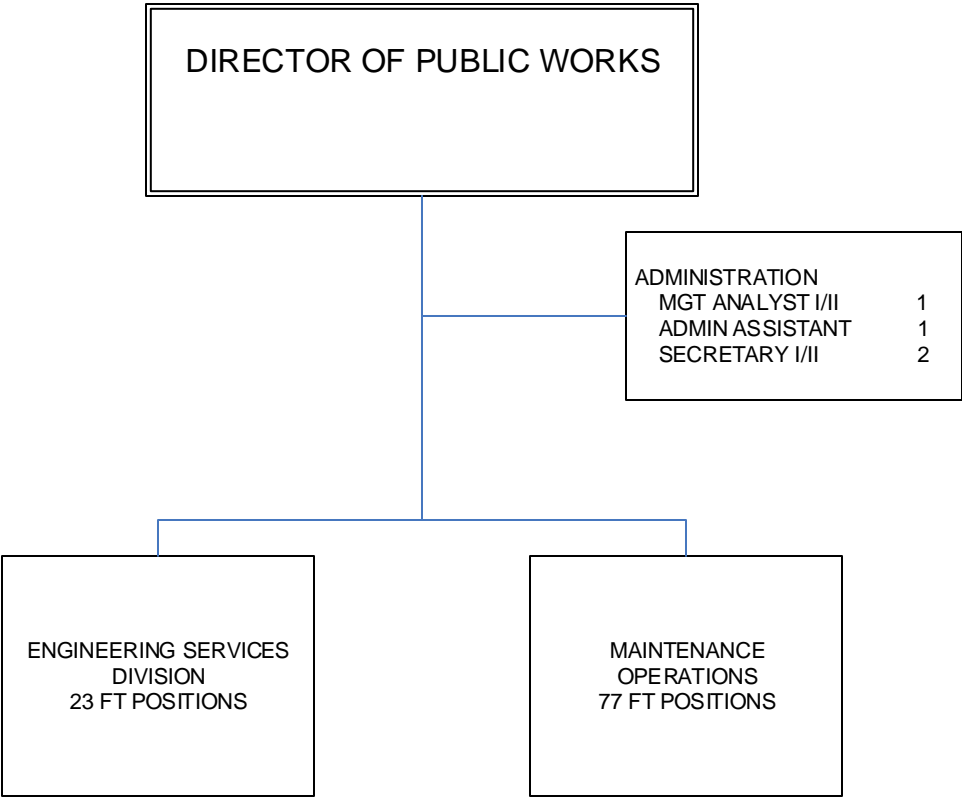 DIRECTOR OF PUBLIC WORKS
ADMINISTRATION
MGT ANALYST I/II 1
ADMIN ASSISTANT 1
SECRETARY I/II 2
ENGINEERING SERVICES
DIVISION
23 FT POSITIONS
MAINTENANCE
OPERATIONS
77 FT POSITIONS